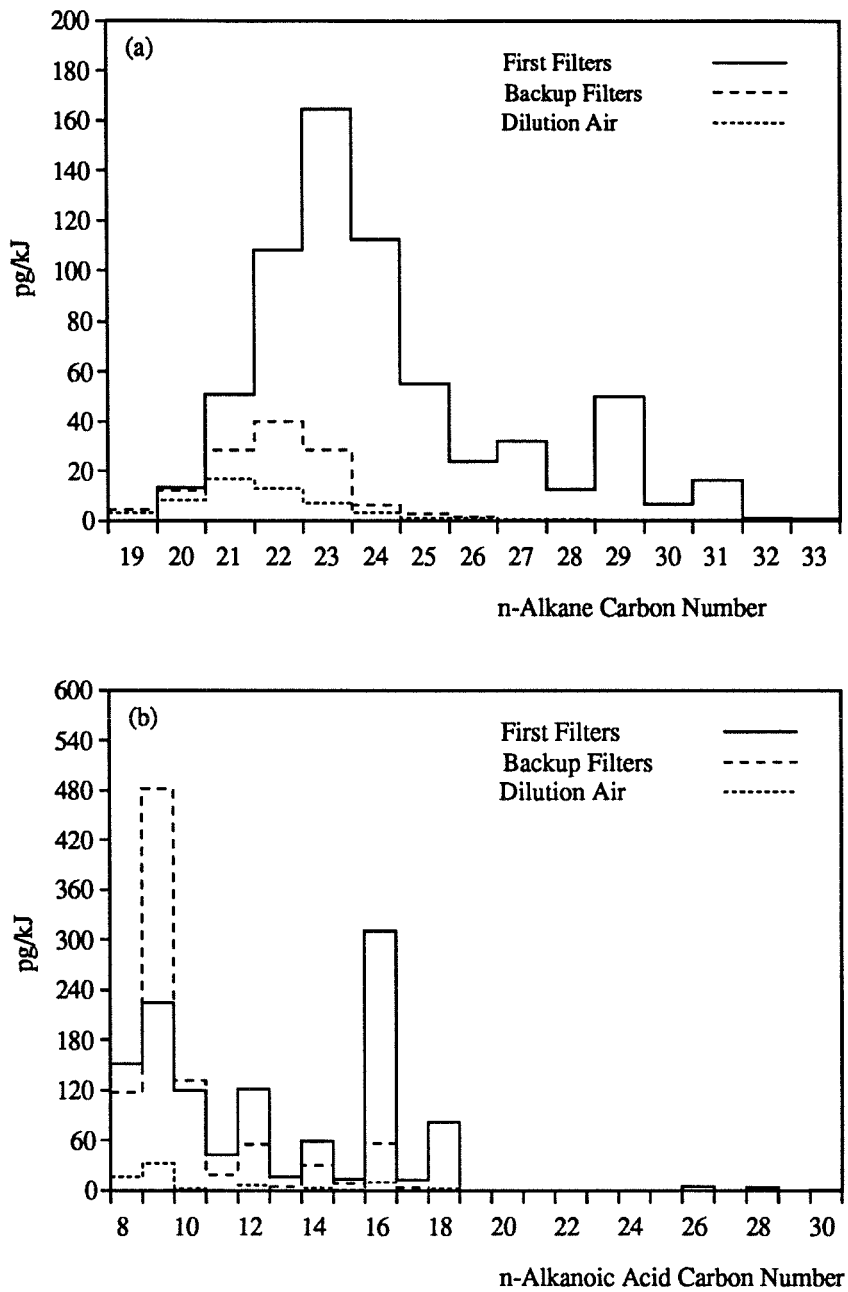 200
(a)
180
First Filters
Backup Filters
160
Dilution Air
140
120
100
80
60
40
20
0
pg/kJ
19 20 21 22 23 24 25 26 27 28 29 30 31 32 33
n-Alkane Carbon Number
600
(b)
540
First Filters
Backup Filters
480
Dilution Air
420
360
300
240
180
120
60
0
pg/kJ
8 10 12 14 16 18 20 22 24 26 28 30
n-Alkanoic Acid Carbon Number